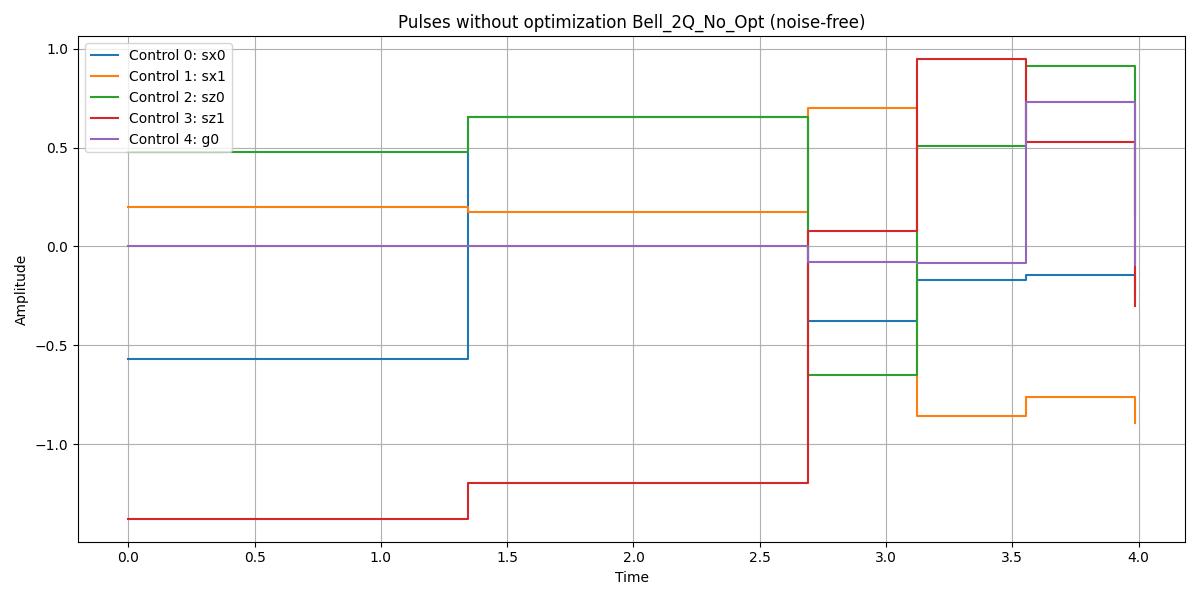 Pulses without optimization Bell_2Q_No_Opt (noise-free)
Control 0: sx0
Control 1: sx1
Control 2: sz0
Control 3: sz1
Control 4: g0
Amplitude
1.0
0.5
0.0
−0.5
−1.0
0.0 0.5 1.0 1.5 2.0 2.5 3.0 3.5 4.0
Time